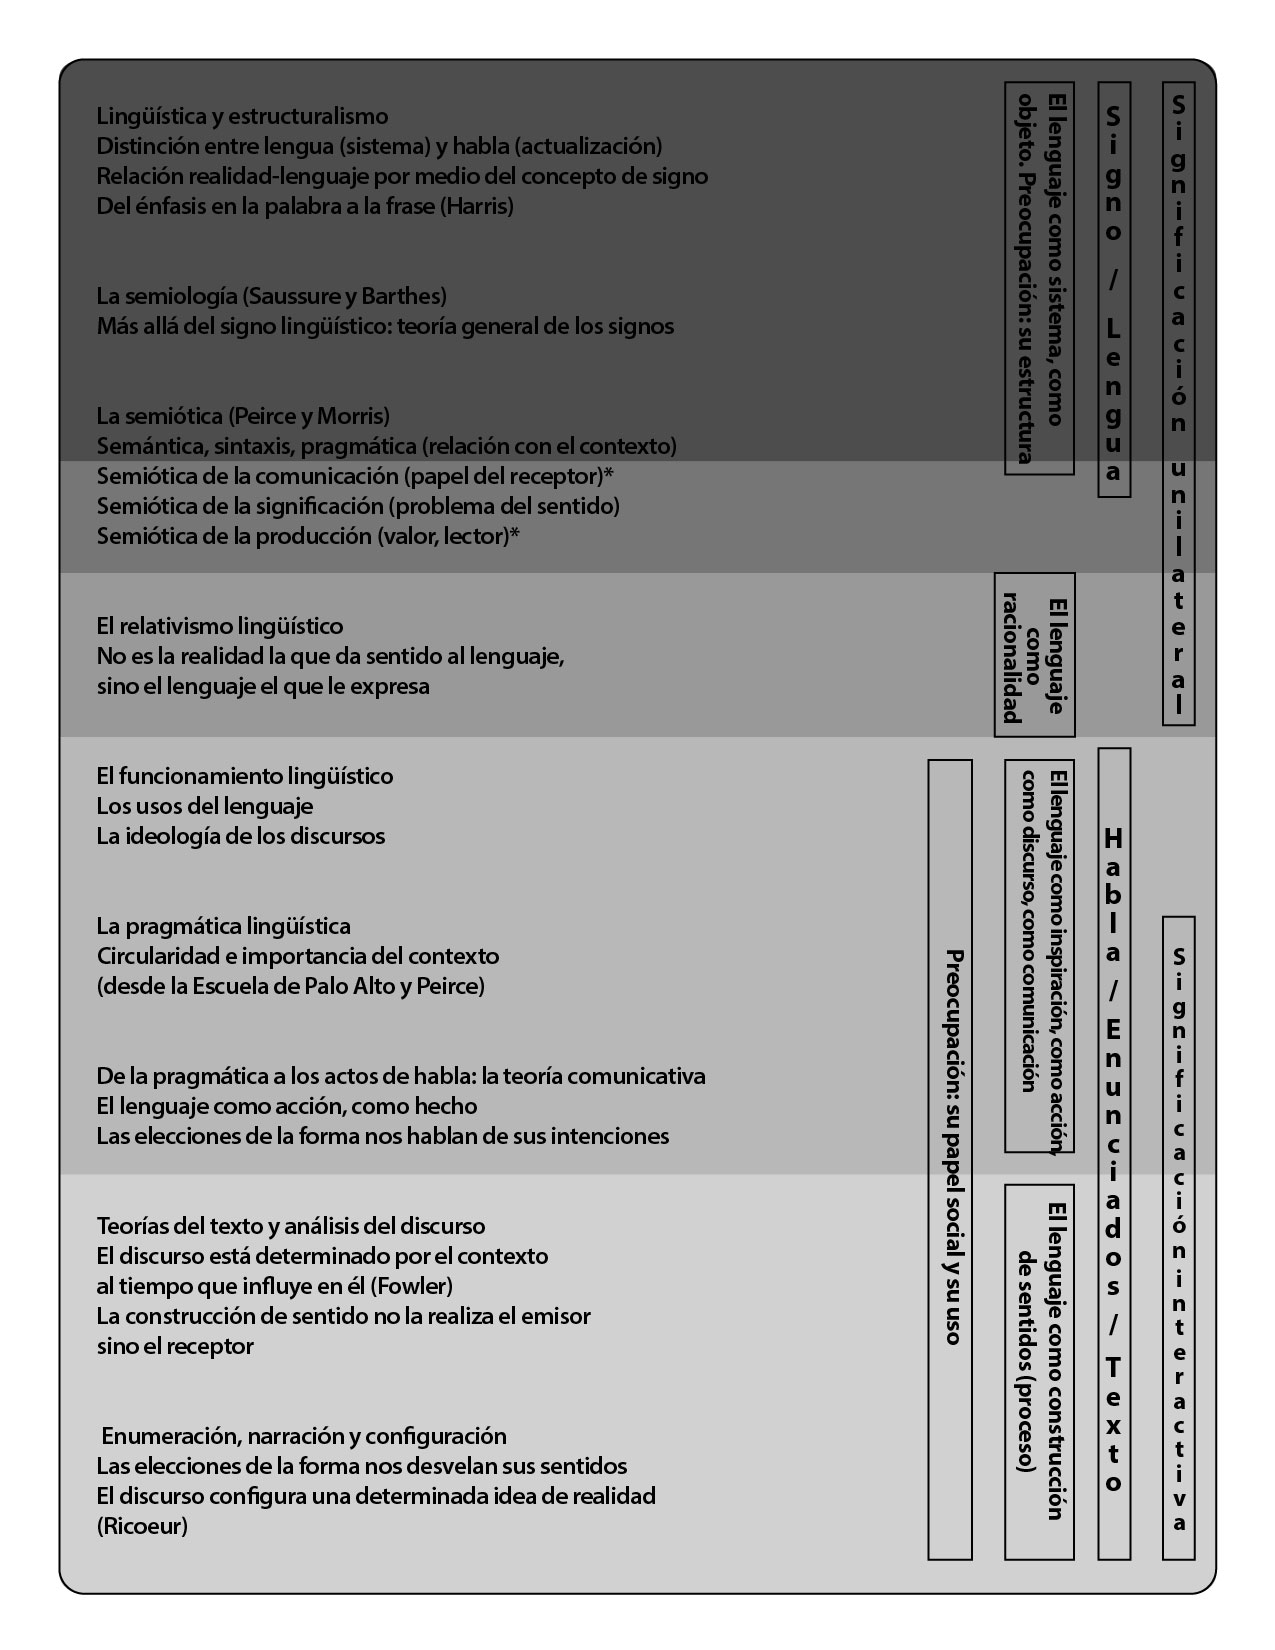 Lingüística y estructuralismo
Distinción entre lengua (sistema) y habla (actualización)
Relación realidad-lenguaje por medio del concepto de signo
Del énfasis en la palabra a la frase (Harris)
La semiología (Saussure y Barthes)
Más allá del signo lingüístico: teoría general de los signos
La semiótica (Peirce y Morris)
Semántica, sintaxis, pragmática (relación con el contexto)
Semiótica de la comunicación (papel del receptor)*
Semiótica de la significación (problema del sentido)
Semiótica de la producción (valor, lector)*
El relativismo lingüístico
No es la realidad la que da sentido al lenguaje,
sino el lenguaje el que le expresa
El funcionamiento lingüístico
Los usos del lenguaje
La ideología de los discursos
La pragmática lingüística
Circularidad e importancia del contexto
(desde la Escuela de Palo Alto y Peirce)
De la pragmática a los actos de habla: la teoría comunicativa
El lenguaje como acción, como hecho
Las elecciones de la forma nos hablan de sus intenciones
Teorías del texto y análisis del discurso
El discurso está determinado por el contexto
al tiempo que influye en él (Fowler)
La construcción de sentido no la realiza el emisor
sino el receptor
Enumeración, narración y configuración
Las elecciones de la forma nos desvelan sus sentidos
El discurso configura una determinada idea de realidad
(Ricoeur)
Preocupación: su papel social y su uso
El lenguaje como sistema, como
objeto. Preocupación: su estructura
El lenguaje
como
racionalidad
El lenguaje como inspiración, como acción,
como discurso, como comunicación
El lenguaje como construcción
de sentidos (proceso)
Signo / Lengua
Habla / Enunciados / Texto
Significación unilateral
Significación interactiva